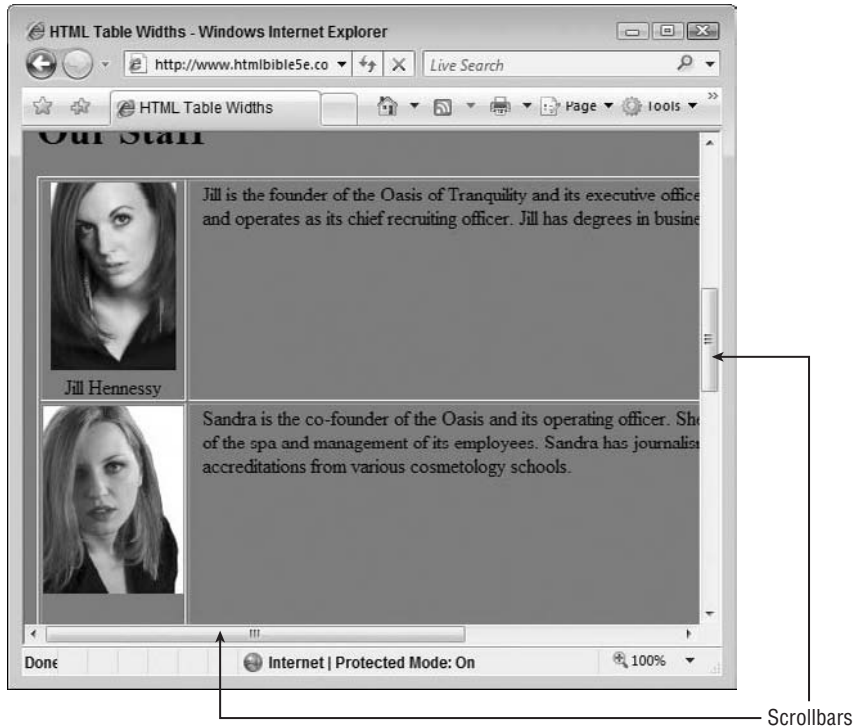 HTML Table Widths - Windows Internet Explorer
http://www.htmlbible5e.co
Live Search
HTML Table Widths
Page
Tools
Our Staff
Jill is the founder of the Oasis of Tranquility and its executive office
and operates as its chief recruiting officer. Jill has degrees in busine
Jill Hennessy
Sandra is the co-founder of the Oasis and its operating officer. She
of the spa and management of its employees. Sandra has journalis
accreditations from various cosmetology schools.
Done
Internet | Protected Mode: On
100%
Scrollbars